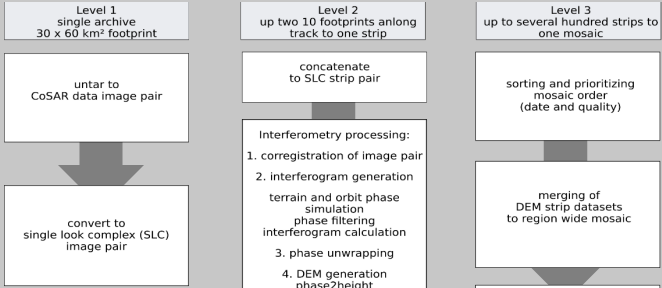 Level 1
single archive
30 x 60 km² footprint
untar to
CoSAR data image pair
convert to
single look complex (SLC)
image pair
Level 2
up two 10 footprints anlong
track to one strip
concatenate
to SLC strip pair
Interferometry processing:
1. corregistration of image pair
2. interferogram generation
terrain and orbit phase
simulation
phase filtering
interferogram calculation
3. phase unwrapping
4. DEM generation
phase2height
Level 3
up to several hundred strips to
one mosaic
sorting and prioritizing
mosaic order
(date and quality)
merging of
DEM strip datasets
to region wide mosaic